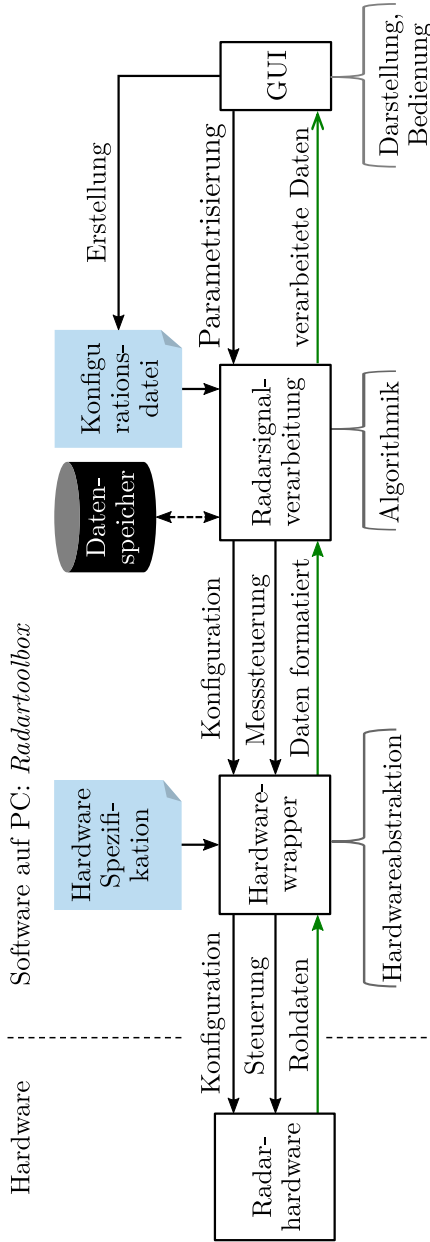 Hardware
Software auf PC: Radartoolbox
Hardware
Spezifi-
kation
Daten-
speicher
Konfigu
rations-
datei
Erstellung
Radar-
hardware
Konfiguration
Steuerung
Rohdaten
Hardware-
wrapper
Konfiguration
Messsteuerung
Daten formatiert
Radarsignal-
verarbeitung
Parametrisierung
verarbeitete Daten
GUI
Hardwareabstraktion
Algorithmik
Darstellung,
Bedienung